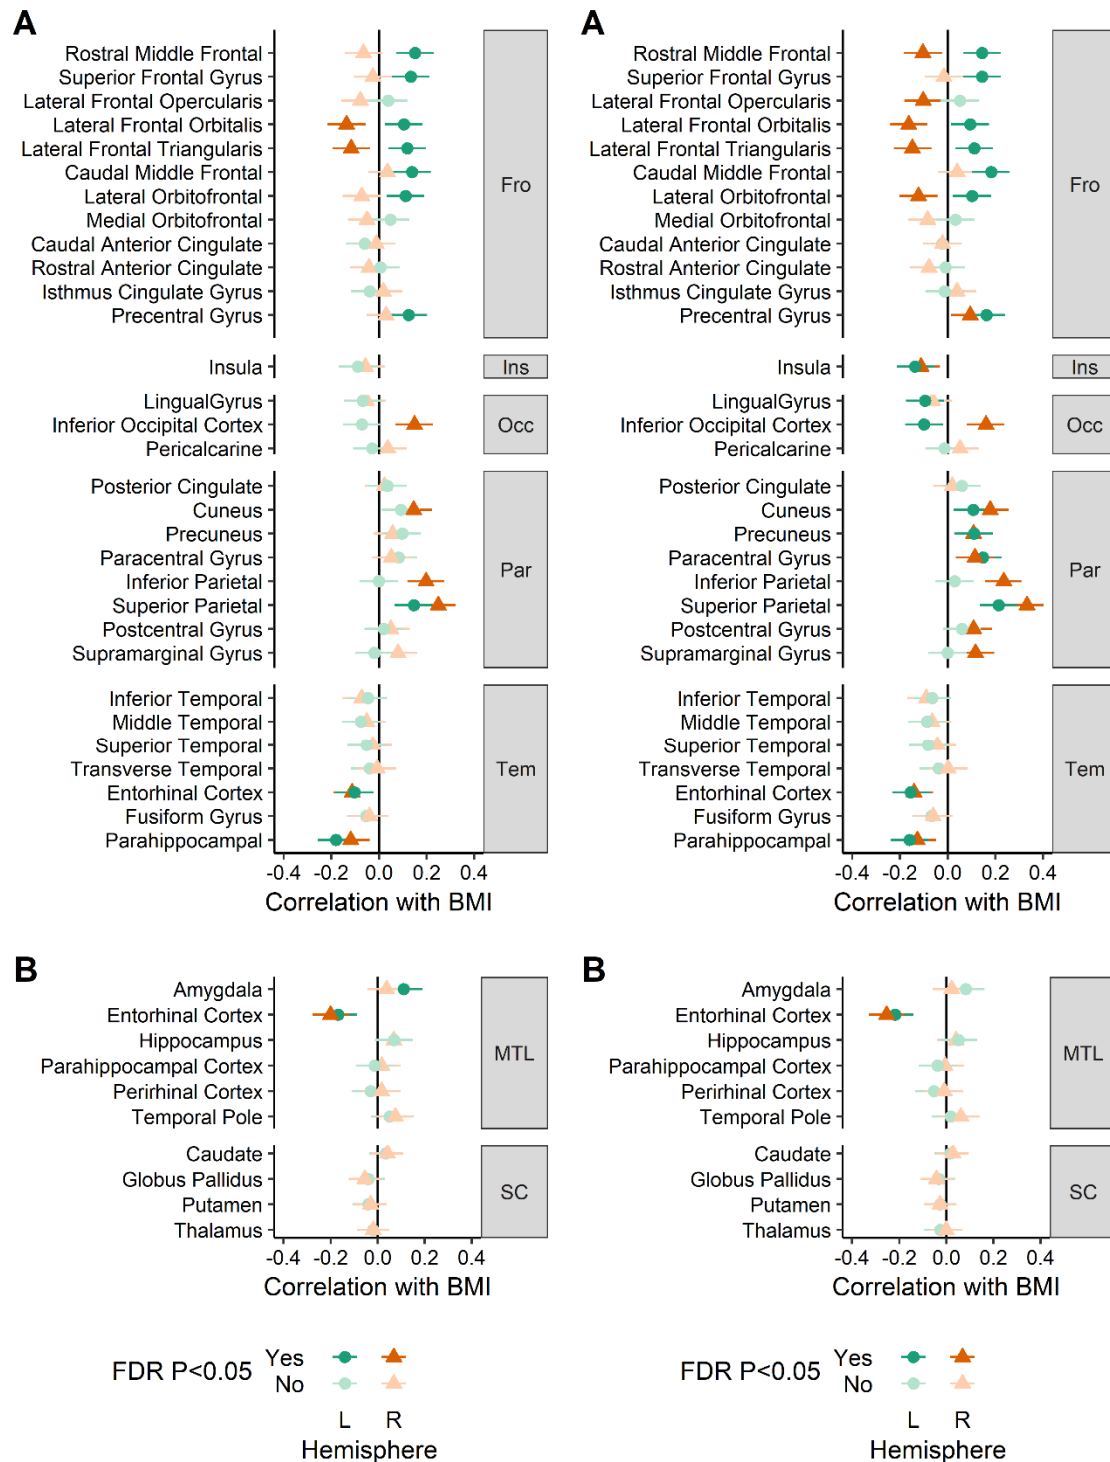 A
Rostral Middle Frontal
Superior Frontal Gyrus
Lateral Frontal Opercularis
Lateral Frontal Orbitalis
Lateral Frontal Triangularis
Caudal Middle Frontal
Lateral Orbitofrontal
Medial Orbitofrontal
Caudal Anterior Cingulate
Rostral Anterior Cingulate
Isthmus Cingulate Gyrus
Precentral Gyrus
Fro
Insula
Ins
LingualGyrus
Inferior Occipital Cortex
Pericalcarine
Occ
Posterior Cingulate
Cuneus
Precuneus
Paracentral Gyrus
Inferior Parietal
Superior Parietal
Postcentral Gyrus
Supramarginal Gyrus
Par
Inferior Temporal
Middle Temporal
Superior Temporal
Transverse Temporal
Entorhinal Cortex
Fusiform Gyrus
Parahippocampal
Tem
-0.4 -0.2 0.0 0.2 0.4
Correlation with BMI
B
Amygdala
Entorhinal Cortex
Hippocampus
Parahippocampal Cortex
Perirhinal Cortex
Temporal Pole
MTL
Caudate
Globus Pallidus
Putamen
Thalamus
SC
-0.4 -0.2 0.0 0.2 0.4
Correlation with BMI
FDR P<0.05
Yes
No
L R
Hemisphere
A
Rostral Middle Frontal
Superior Frontal Gyrus
Lateral Frontal Opercularis
Lateral Frontal Orbitalis
Lateral Frontal Triangularis
Caudal Middle Frontal
Lateral Orbitofrontal
Medial Orbitofrontal
Caudal Anterior Cingulate
Rostral Anterior Cingulate
Isthmus Cingulate Gyrus
Precentral Gyrus
Fro
Insula
Ins
LingualGyrus
Inferior Occipital Cortex
Pericalcarine
Occ
Posterior Cingulate
Cuneus
Precuneus
Paracentral Gyrus
Inferior Parietal
Superior Parietal
Postcentral Gyrus
Supramarginal Gyrus
Par
Inferior Temporal
Middle Temporal
Superior Temporal
Transverse Temporal
Entorhinal Cortex
Fusiform Gyrus
Parahippocampal
Tem
-0.4 -0.2 0.0 0.2 0.4
Correlation with BMI
B
Amygdala
Entorhinal Cortex
Hippocampus
Parahippocampal Cortex
Perirhinal Cortex
Temporal Pole
MTL
Caudate
Globus Pallidus
Putamen
Thalamus
SC
-0.4 -0.2 0.0 0.2 0.4
Correlation with BMI
FDR P<0.05
Yes
No
L R
Hemisphere